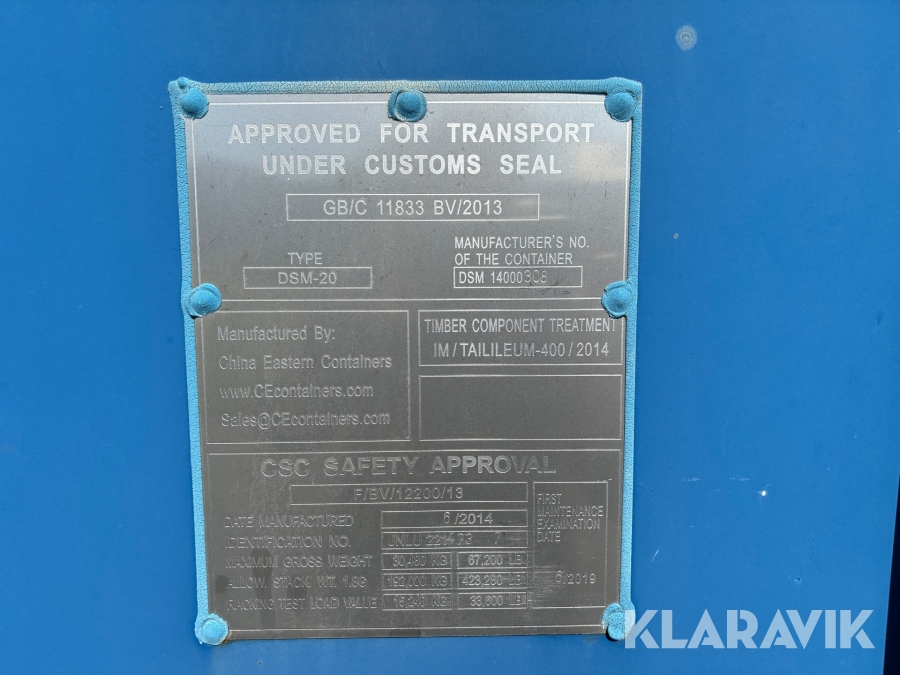 APPROVED FOR TRANSPORT
UNDER CUSTOMS SEAL
GB/C 11833 BV/2013
TYPE
DSM-20
MANUFACTURER'S NO.
OF THE CONTAINER
DSM 14000308
Manufactured By:
China Eastern Containers
www.CEcontainers.com
Sales@CEcontainers.com
TIMBER COMPONENT TREATMENT
IM / TAILILEUM-400 / 2014
CSC SAFETY APPROVAL
F/BV/12200/13
DATE MANUFACTURED 6 /2014
IDENTIFICATION NO. UNLU
MAXIMUM GROSS WEIGHT 30,480 KG 67,200 LB
ALLOW. STACK. WT. 1.8G 192,000 KG 423,280 LB
RACKING TEST LOAD VALUE 15,240 KG 33,600 LB
FIRST
MAINTENANCE
EXAMINATION
DATE
6/2019
KLARAVIK